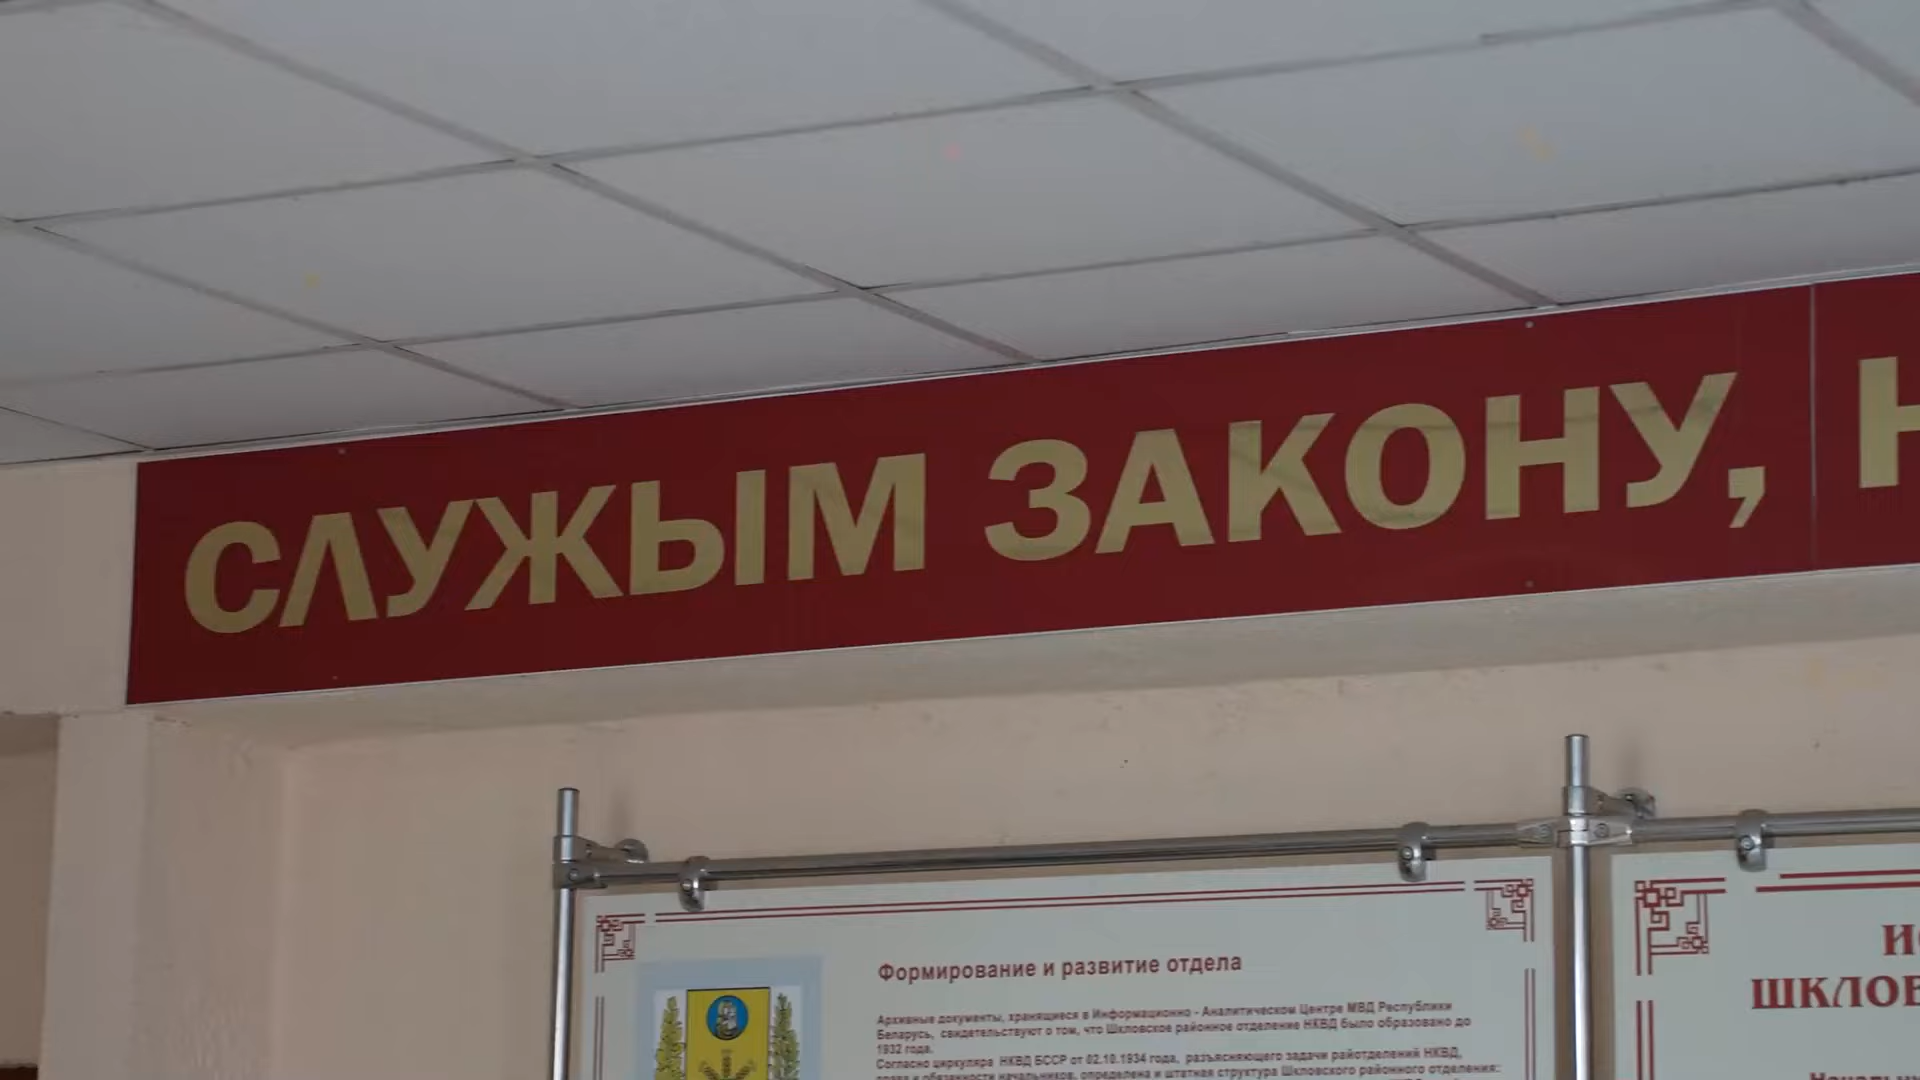 СЛУЖЫМ ЗАКОНУ,
Формирование и развитие отдела
Архивные документы, хранящиеся в Информационно - Аналитическом Центре МВД Республики
Беларусь, свидетельствуют о том, что Шкловское районное отделение НКВД было образовано до
1932 года.
Согласно циркуляра НКВД БССР от 02.10.1934 года, разъясняющего задачи райотделений НКВД,
права и обязанности начальников, определена и штатная структура Шкловского районного отделения:
ШКЛОВ